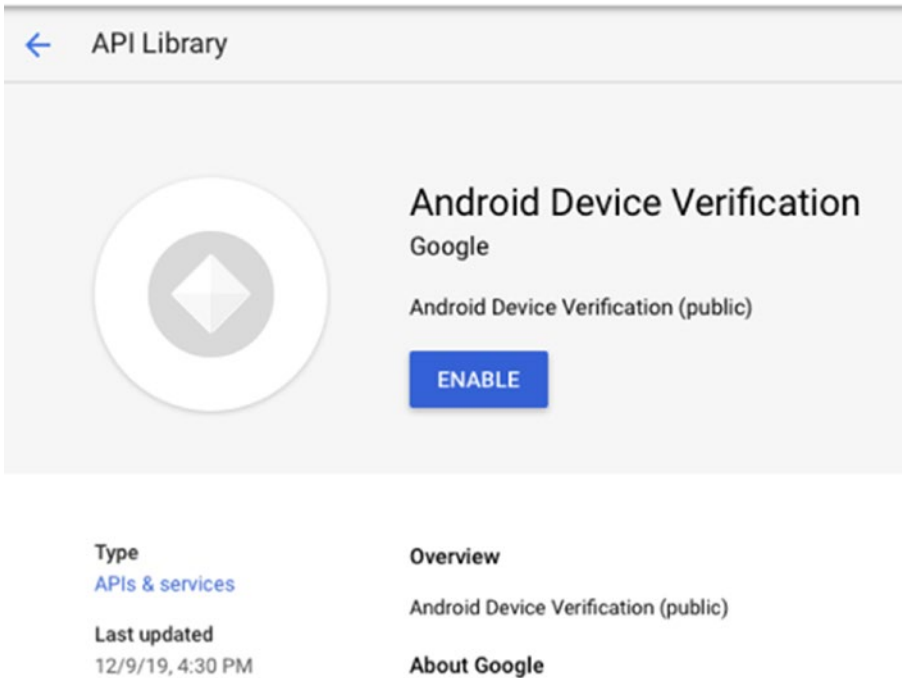 API Library
Android Device Verification
Google
Android Device Verification (public)
ENABLE
Type
APIs & services
Last updated
12/9/19, 4:30 PM
Overview
Android Device Verification (public)
About Google